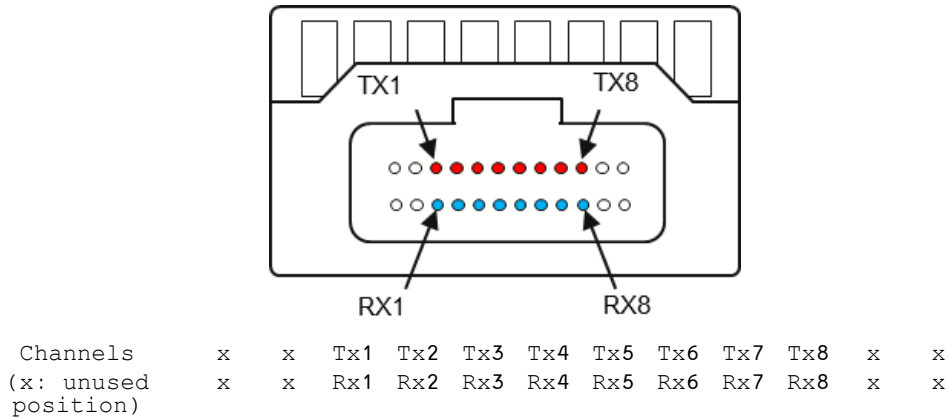 TX1 TX8
RX1 RX8
Channels x x Tx1 Tx2 Tx3 Tx4 Tx5 Tx6 Tx7 Tx8 x x
(x: unused x x Rx1 Rx2 Rx3 Rx4 Rx5 Rx6 Rx7 Rx8 x x
position)